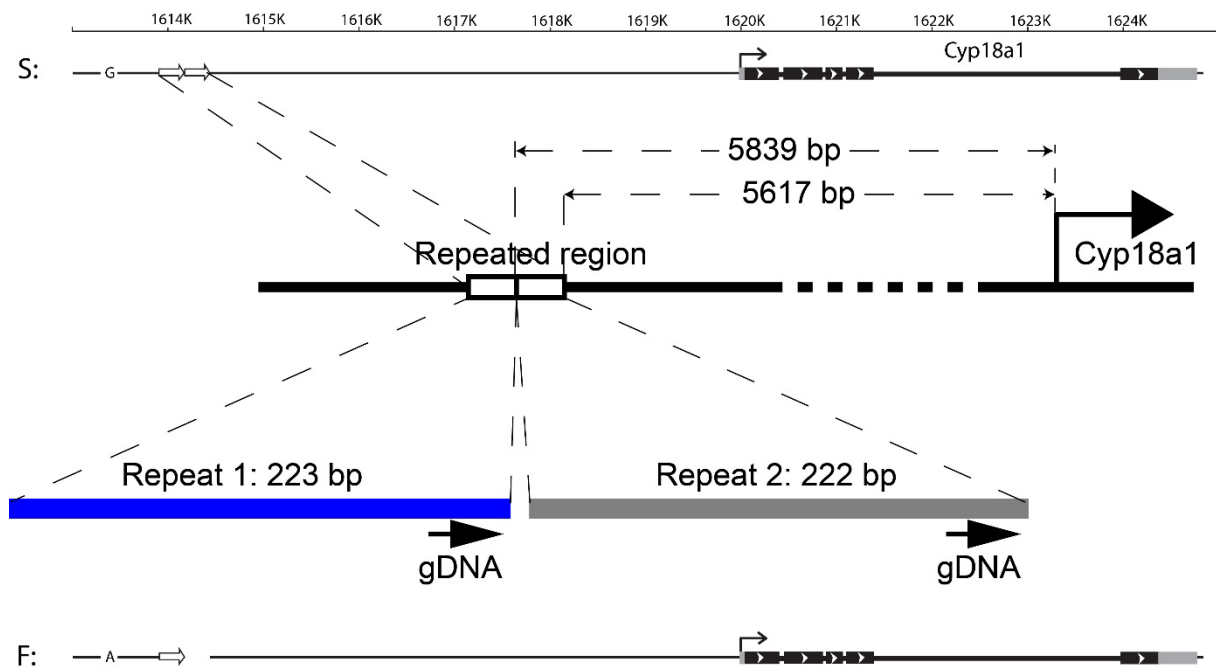 1614K 1615K 1616K 1617K 1618K 1619K 1620K 1621K 1622K 1623K 1624K
Cyp18a1
S: G
5839 bp
5617 bp
Repeated region Cyp18a1
Repeat 1: 223 bp Repeat 2: 222 bp
gDNA gDNA
F: A